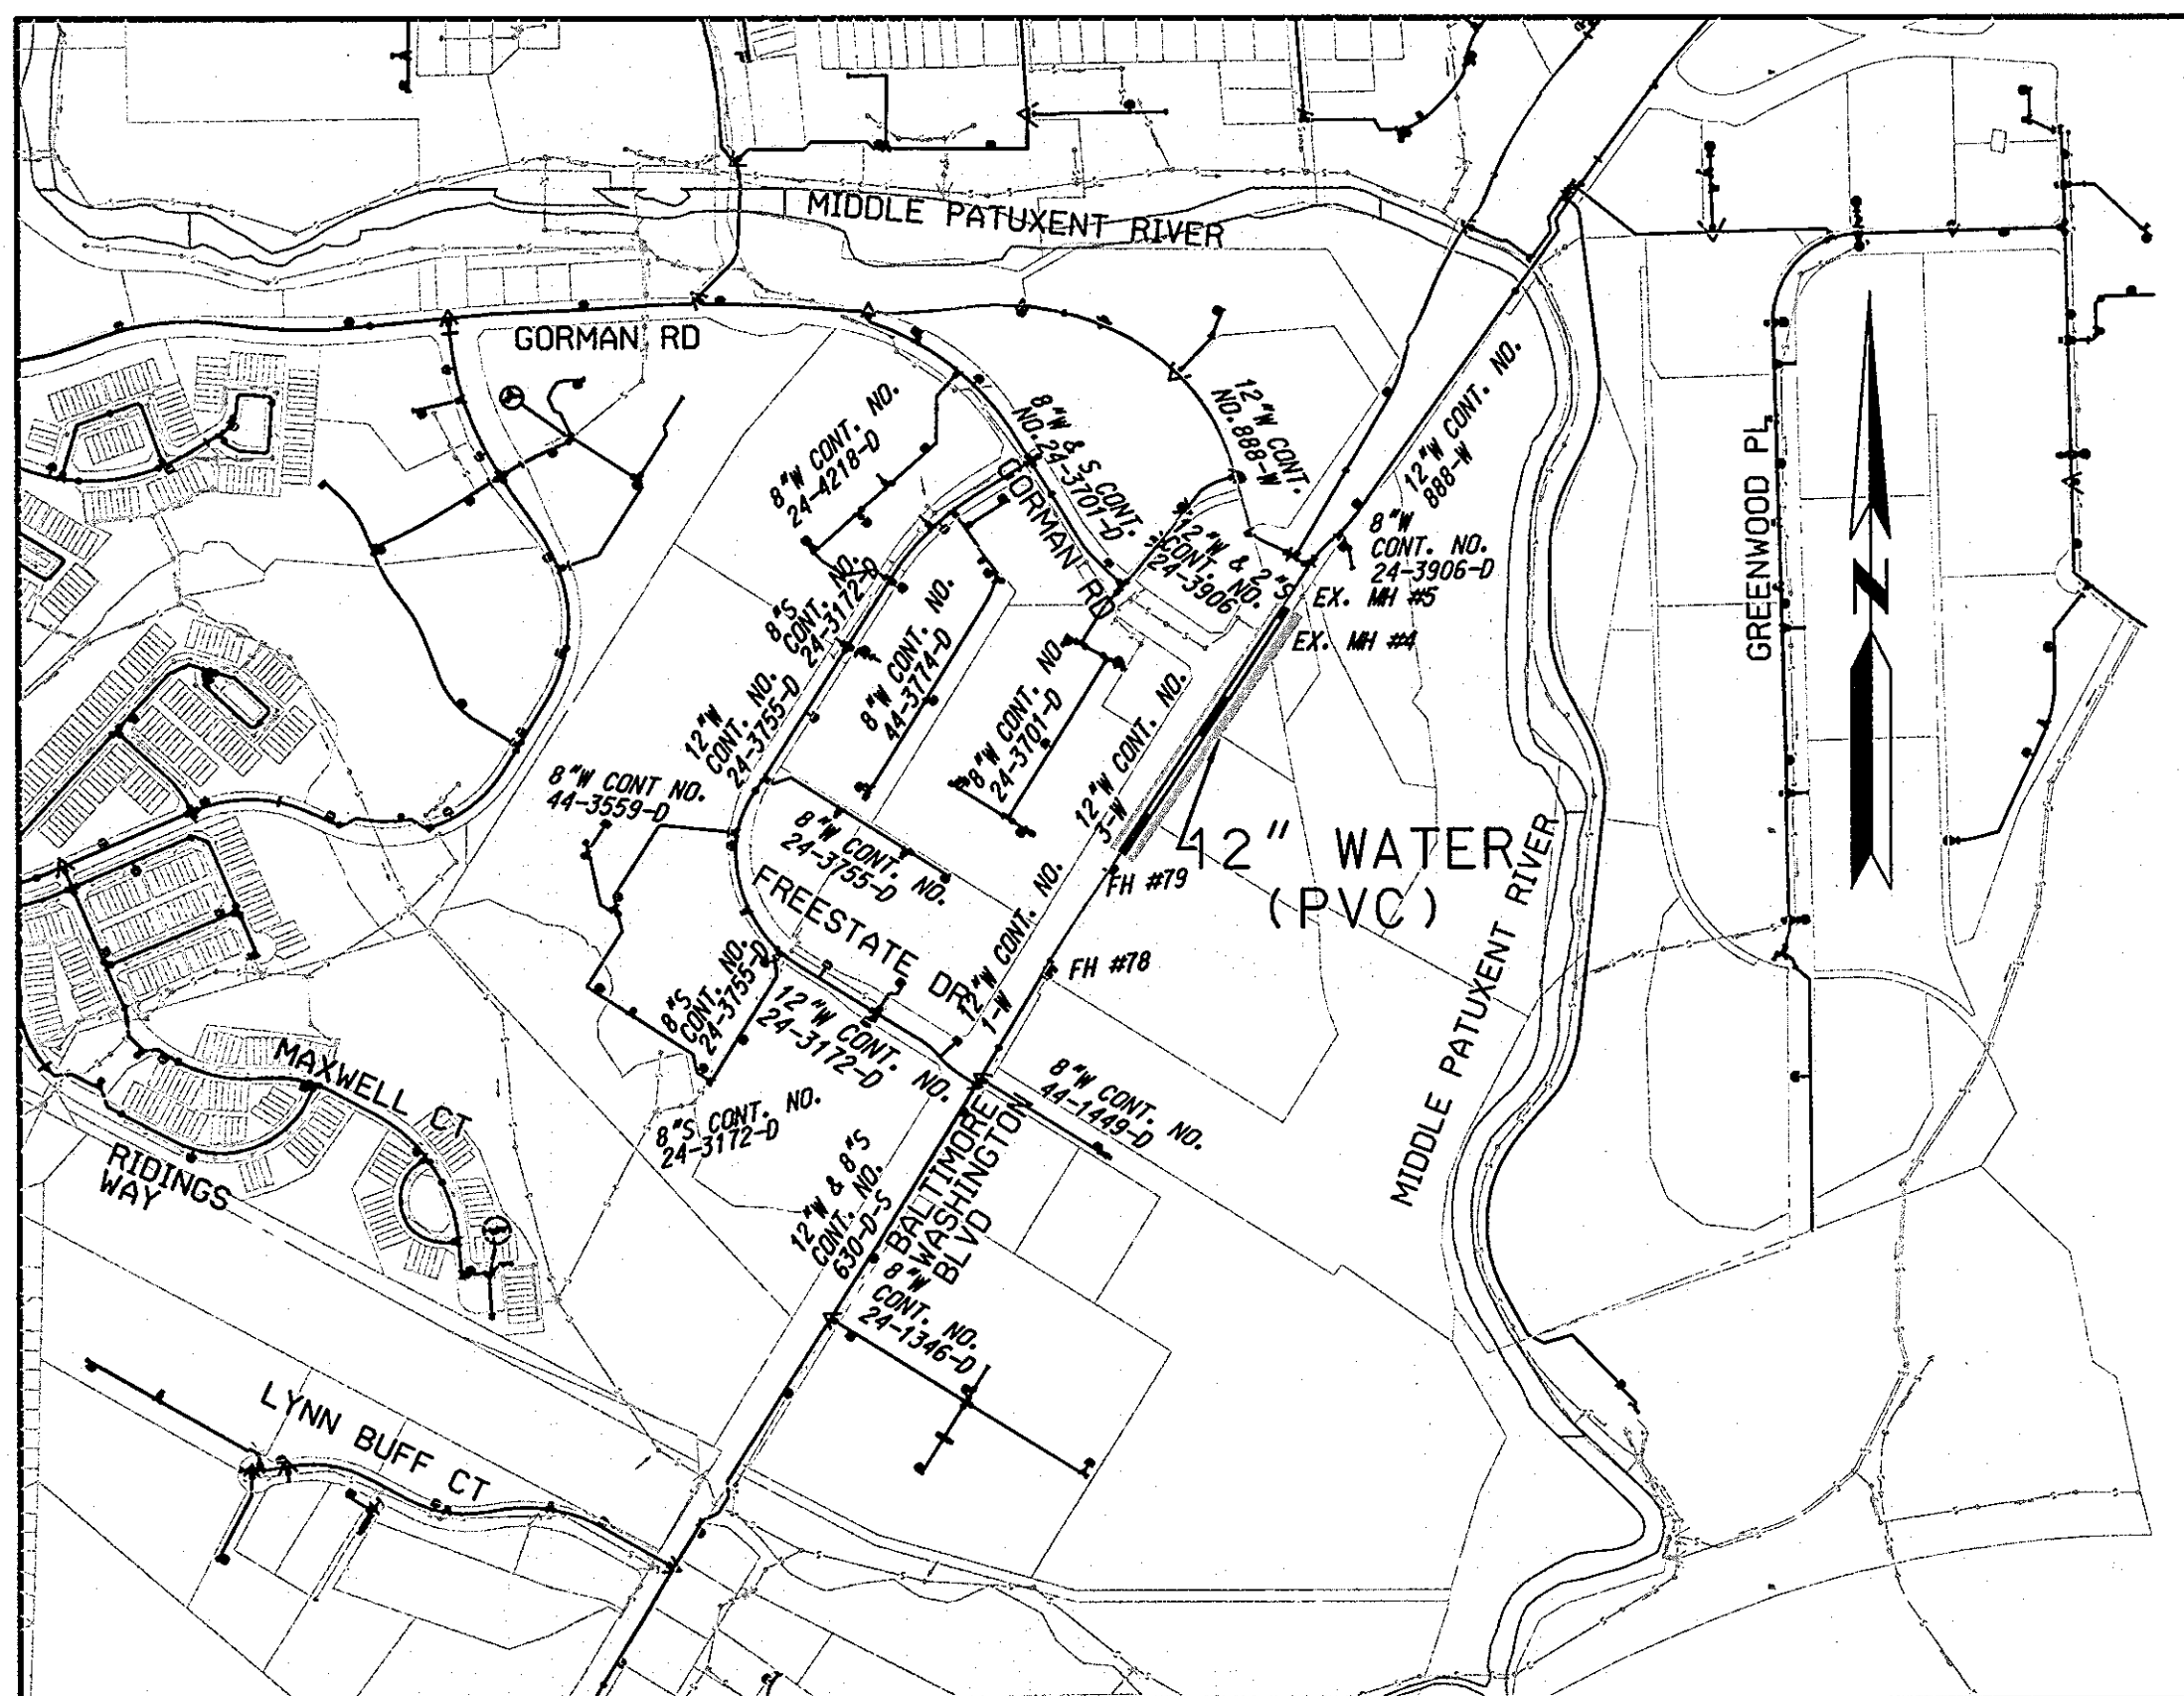 MIDDLE PATUXENT RIVER
GORMAN RD
8"W CONT. NO.
24-4218-D
8"W & S CONT.
NO. 24-3701-D
12"W CONT.
NO. 888-W
12"W CONT. NO.
888-W
GORMAN RD
8"W
CONT. NO.
24-3906-D
12"W & 2"S
CONT. NO.
24-3906
EX. MH #5
EX. MH #4
GREENWOOD PL
N
8"S
CONT. NO.
24-3172-D
8"W CONT. NO.
44-3774-D
12"W
CONT. NO.
24-3755-D
8"W CONT. NO.
24-3701-D
12"W CONT. NO.
3-W
8"W CONT NO.
44-3559-D
8"W CONT. NO.
24-3755-D
12" WATER
(PVC)
FH #79
FREESTATE DR
12"W CONT. NO.
1-W
FH #78
MIDDLE PATUXENT RIVER
8"S
CONT. NO.
24-3755-D
12"W CONT. NO.
24-3172-D
8"S CONT. NO.
24-3172-D
8"W CONT. NO.
44-1449-D
MAXWELL CT
RIDINGS
WAY
12"W & 8"S
CONT. NO.
630-D-S
BALTIMORE
WASHINGTON
BLVD
8"W
CONT. NO.
24-1346-D
LYNN BUFF CT